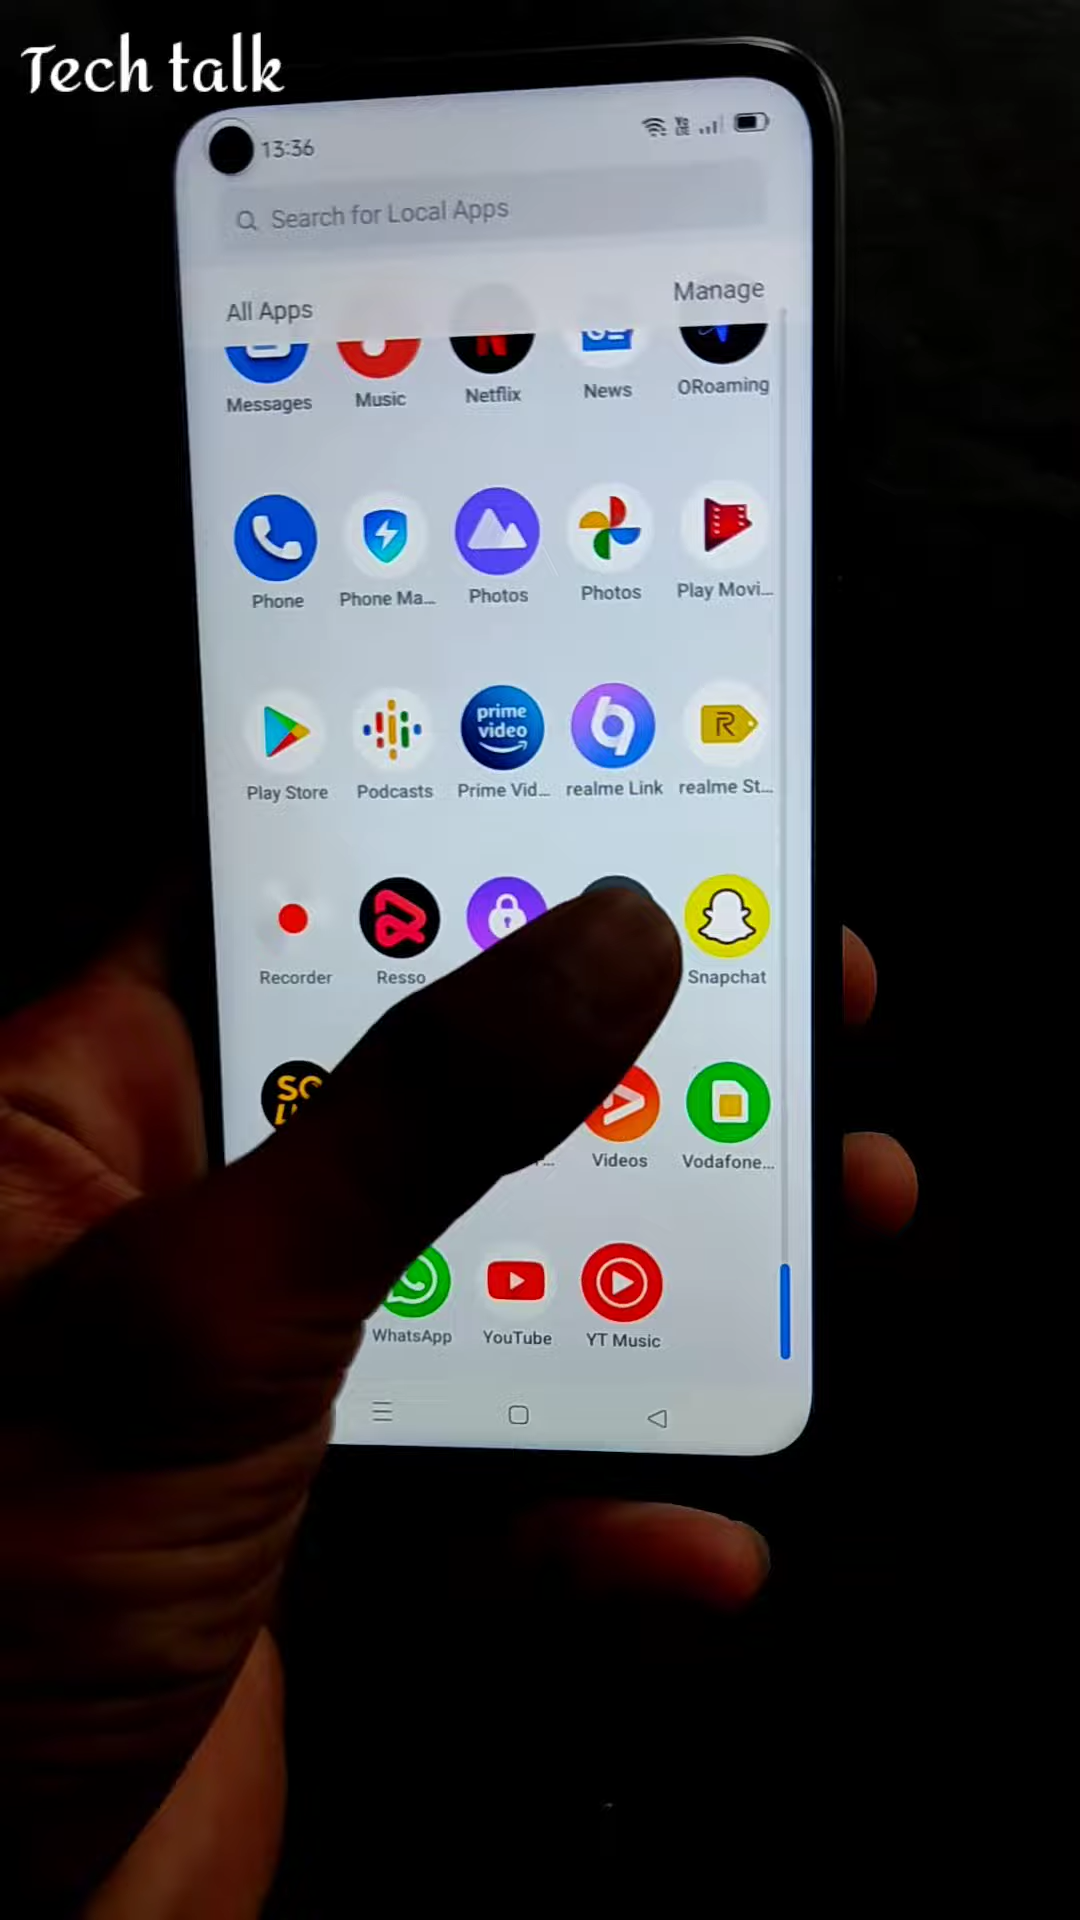 Tech talk
13:36
Search for Local Apps
All Apps
Manage
Messages
Music
Netflix
News
ORoaming
Phone
Phone Ma...
Photos
Photos
Play Movi...
prime
video
Play Store
Podcasts
Prime Vid...
realme Link
realme St...
R
Recorder
Resso
Snapchat
Videos
Vodafone...
WhatsApp
YouTube
YT Music